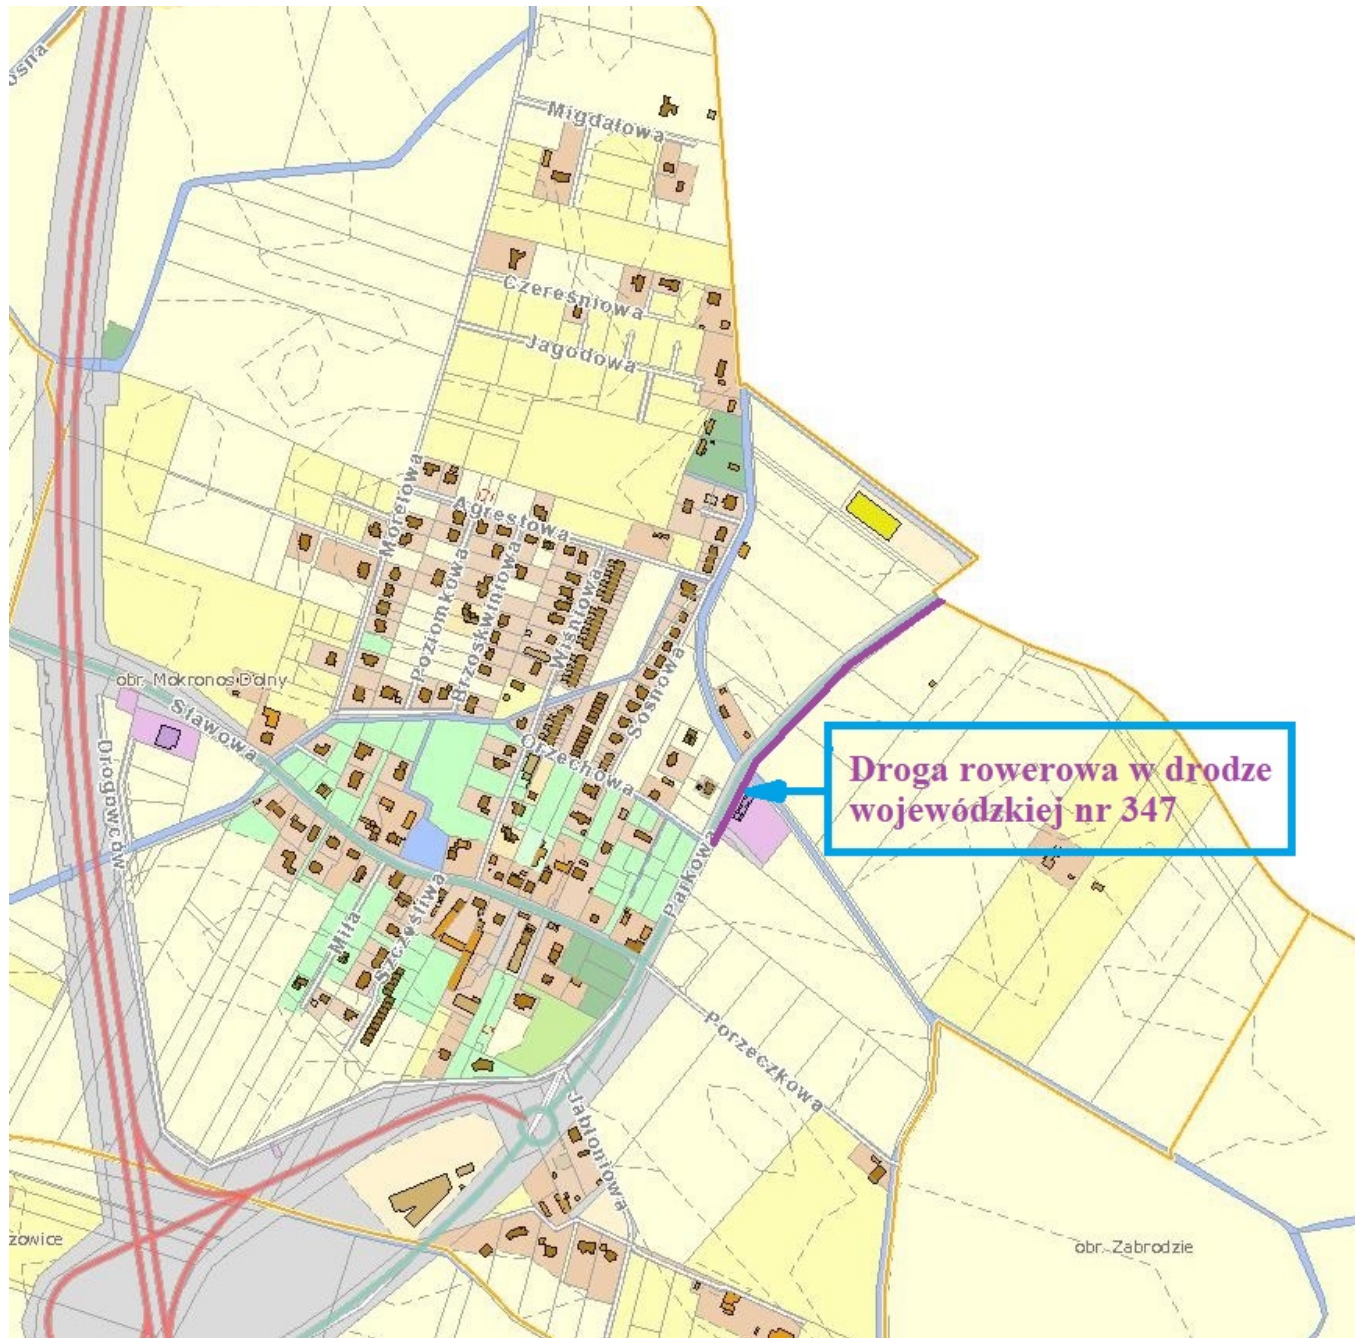 osna
Migdałowa
Czereśniowa
Jagodowa
Morelowa
Agrestowa
Poziomkowa
Brzoskwiniowa
Wiśniowa
Sosnowa
obr. Mokronos Dolny
Sławowa
Orzechowa
Drogowców
Droga rowerowa w drodze
wojewódzkiej nr 347
Parkowa
Miła
Szczęśliwa
Porzeczkowa
Jabłoniowa
zowice
obr. Zabrodzie